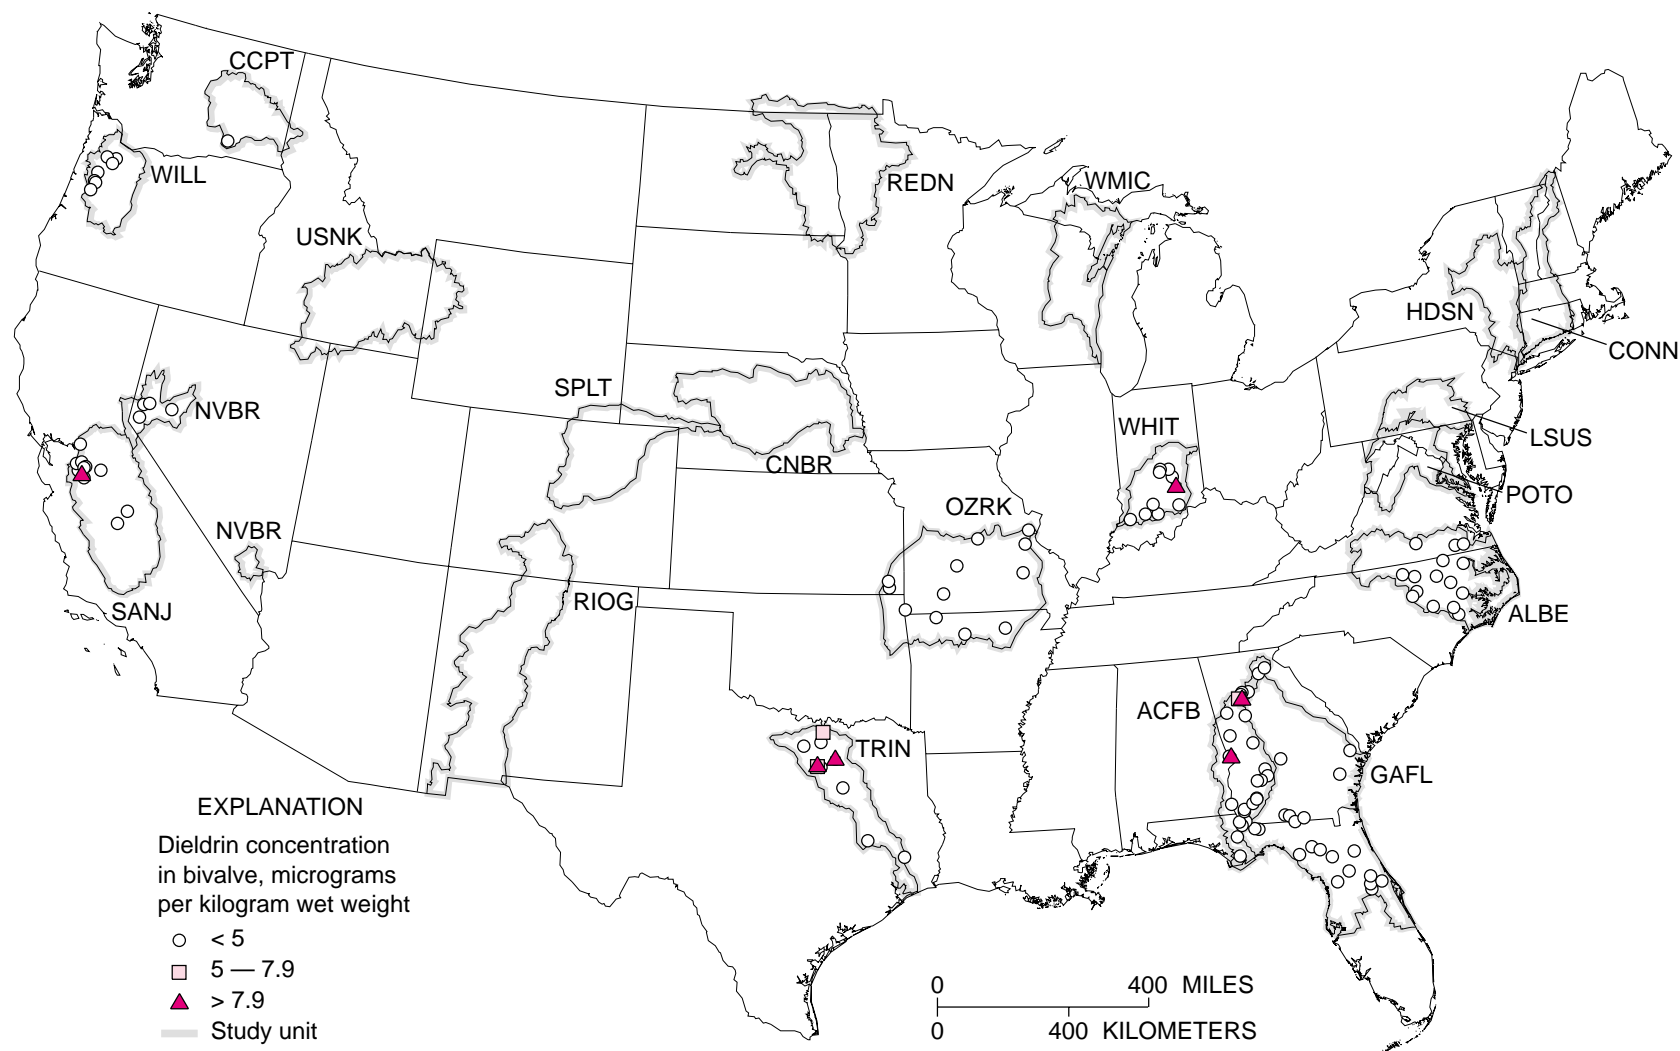 CCPT
WILL
USNK
REDN
WMIC
HDSN
CONN
NVBR
SPLT
CNBR
WHIT
LSUS
POTO
OZRK
NVBR
SANJ
RIOG
ALBE
ACFB
TRIN
GAFL
EXPLANATION
Dieldrin concentration
in bivalve, micrograms
per kilogram wet weight
< 5
5 — 7.9
> 7.9
Study unit
0 400 MILES
0 400 KILOMETERS